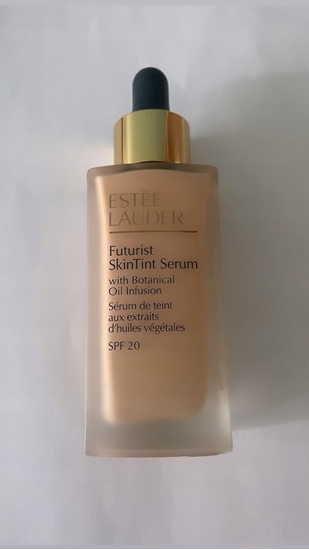 ESTĒE
LAUDER
Futurist
SkinTint Serum
with Botanical
Oil Infusion
Sérum de teint
aux extraits
d'huiles végétales
SPF 20